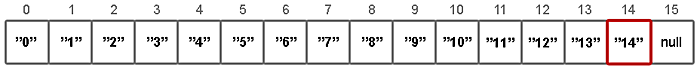 0 1 2 3 4 5 6 7 8 9 10 11 12 13 14 15
”0” ”1” ”2” ”3” ”4” ”5” ”6” ”7” ”8” ”9” ”10” ”11” ”12” ”13” ”14” null